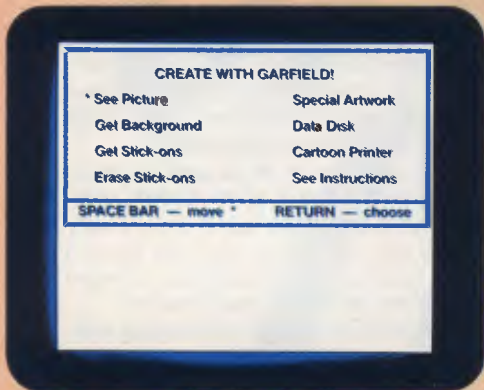 CREATE WITH GARFIELD!
* See Picture Special Artwork
Get Background Data Disk
Get Stick-ons Cartoon Printer
Erase Stick-ons See Instructions
SPACE BAR — move * RETURN — choose